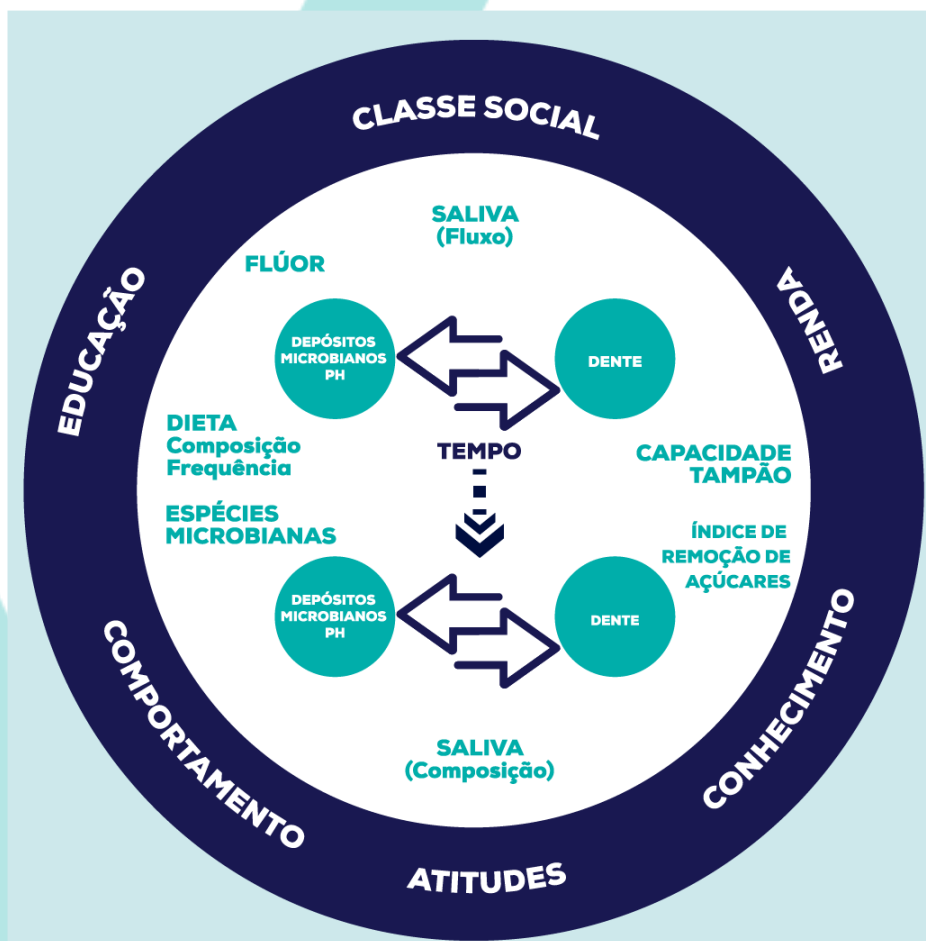 CLASSE SOCIAL
RENDA
CONHECIMENTO
ATITUDES
COMPORTAMENTO
EDUCAÇÃO
SALIVA
(Fluxo)
FLÚOR
DEPÓSITOS
MICROBIANOS
PH
DENTE
DIETA
Composição
Frequência
TEMPO
CAPACIDADE
TAMPÃO
ESPÉCIES
MICROBIANAS
ÍNDICE DE
REMOÇÃO DE
AÇÚCARES
DEPÓSITOS
MICROBIANOS
PH
DENTE
SALIVA
(Composição)